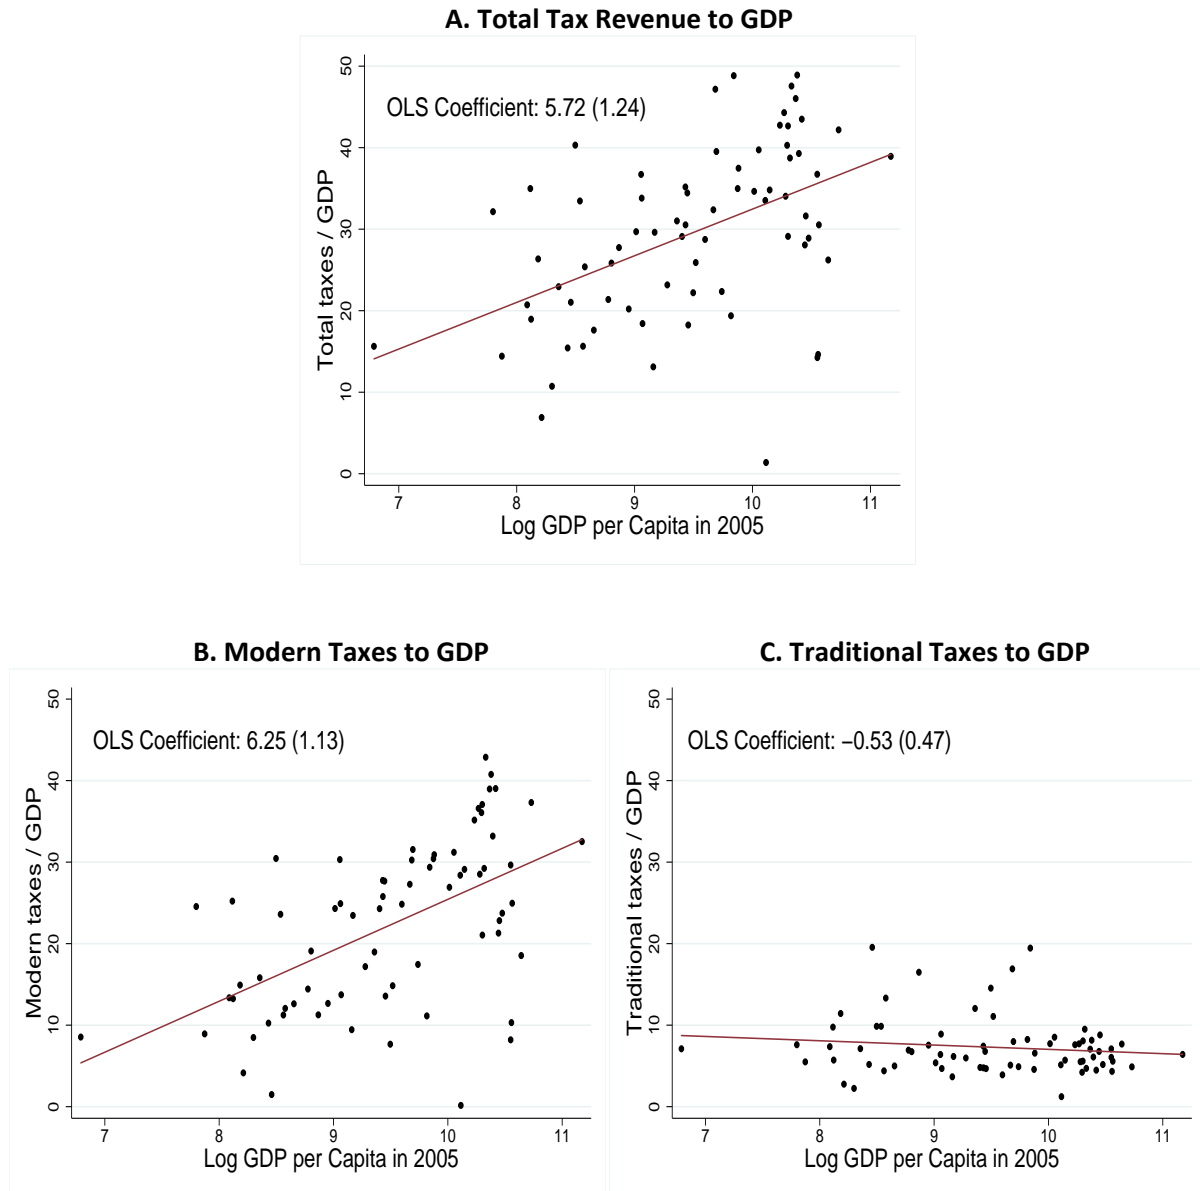 A. Total Tax Revenue to GDP
50
OLS Coefficient: 5.72 (1.24)
40
30
20
10
0
Total taxes / GDP
7 8 9 10 11
Log GDP per Capita in 2005
B. Modern Taxes to GDP
50
OLS Coefficient: 6.25 (1.13)
40
30
20
10
0
Modern taxes / GDP
7 8 9 10 11
Log GDP per Capita in 2005
C. Traditional Taxes to GDP
50
OLS Coefficient: −0.53 (0.47)
40
30
20
10
0
Traditional taxes / GDP
7 8 9 10 11
Log GDP per Capita in 2005